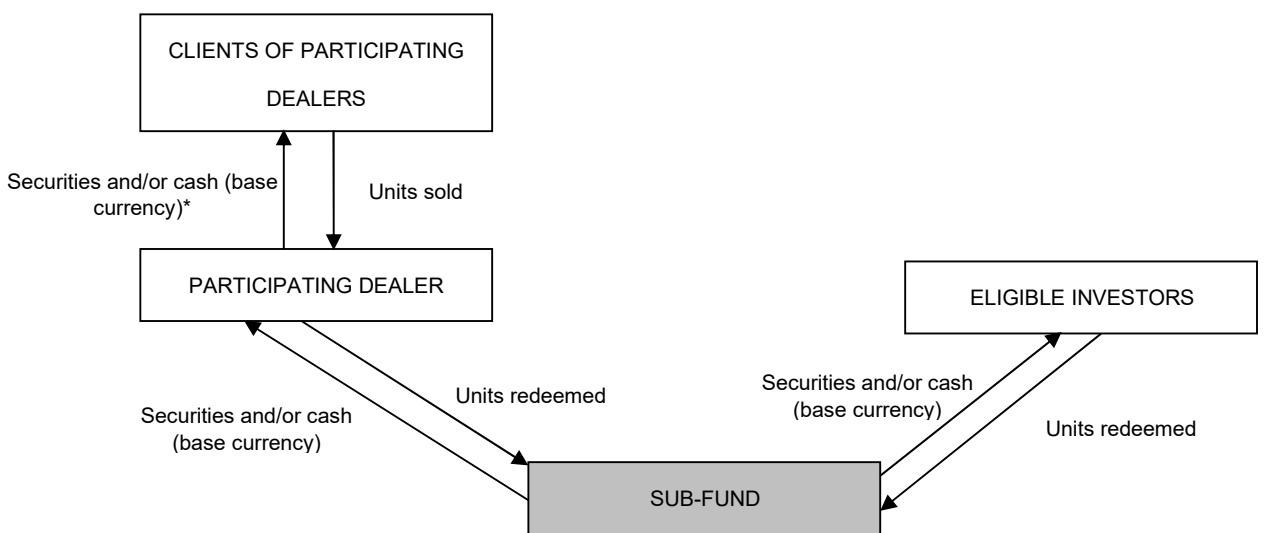 CLIENTS OF PARTICIPATING
DEALERS
Securities and/or cash (base
currency)*
Units sold
PARTICIPATING DEALER
ELIGIBLE INVESTORS
Units redeemed
Securities and/or cash
(base currency)
Securities and/or cash
(base currency)
Units redeemed
SUB-FUND